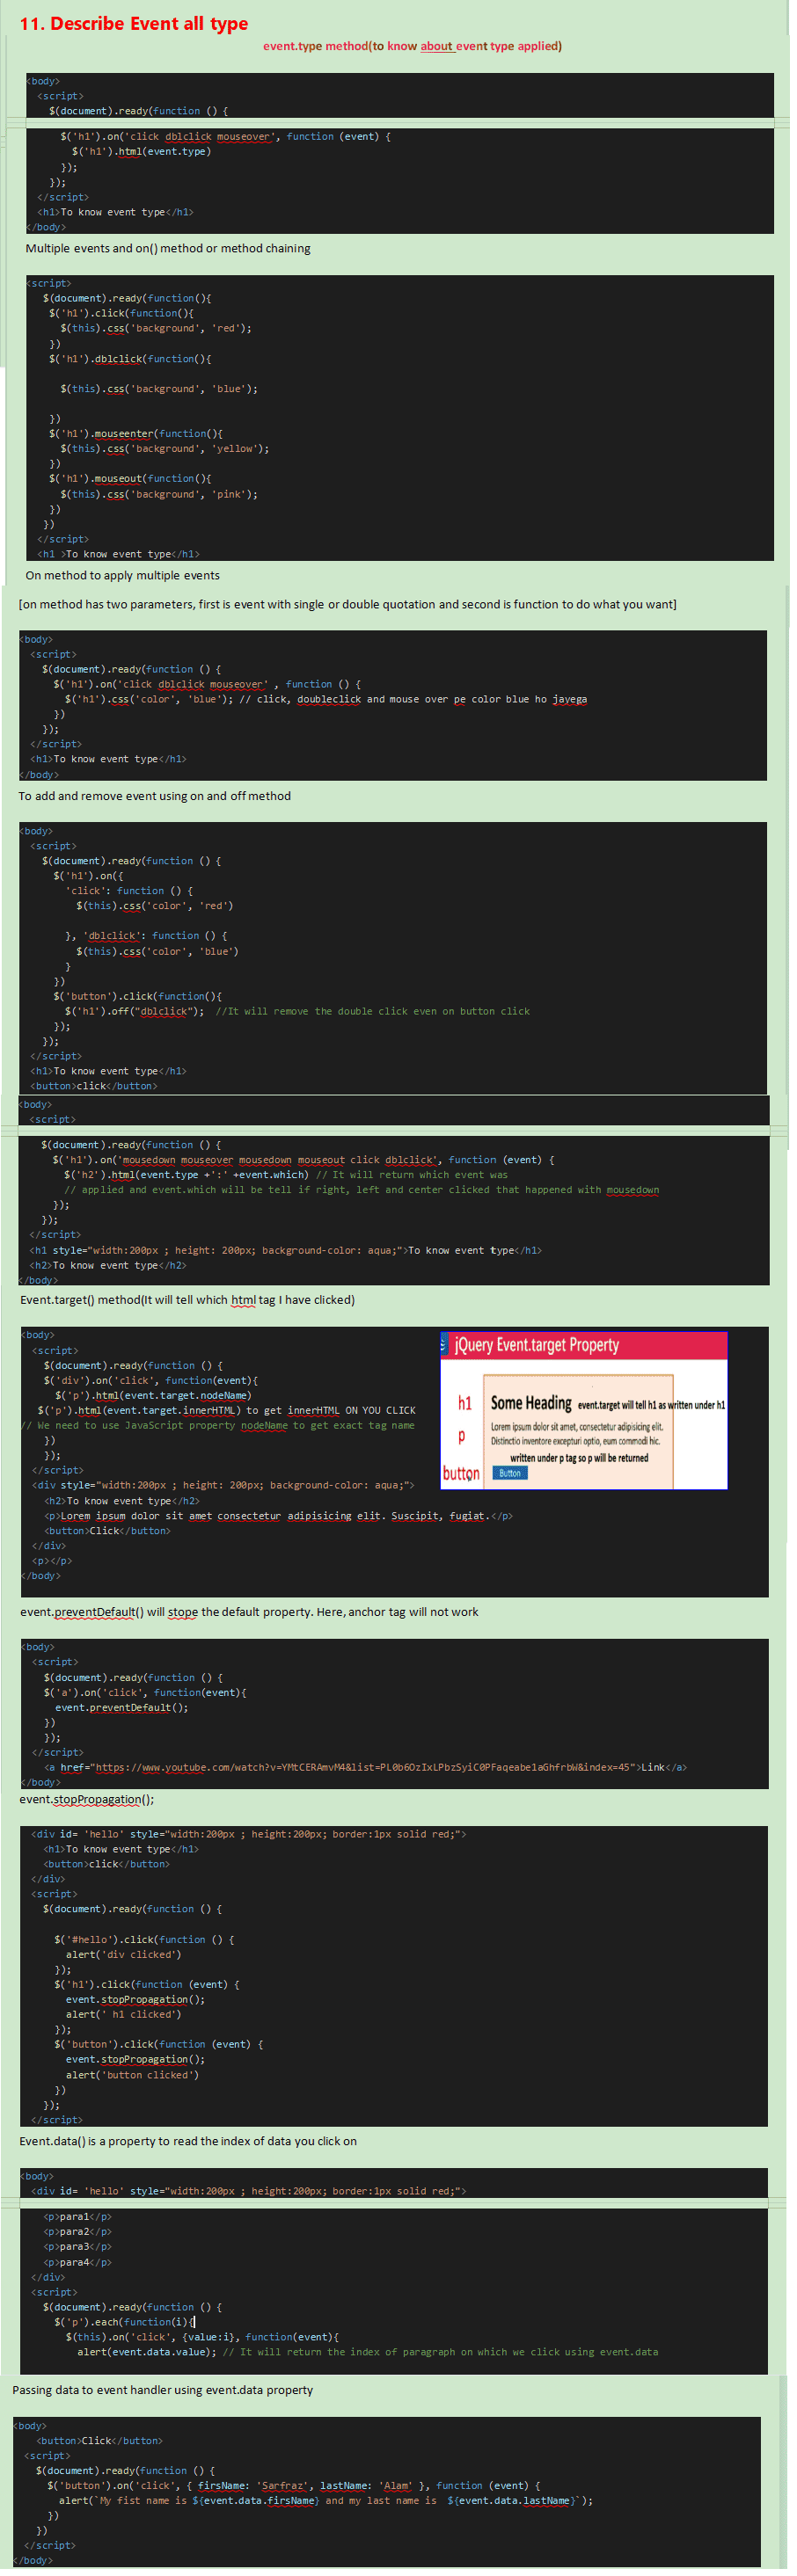 11. Describe Event all type
event.type method(to know about event type applied)
<body>
<script>
$(document).ready(function () {
$('h1').on('click dblclick mouseover', function (event) {
$('h1').html(event.type)
});
});
</script>
<h1>To know event type</h1>
</body>
Multiple events and on() method or method chaining
<script>
$(document).ready(function(){
$('h1').click(function(){
$(this).css('background', 'red');
})
$('h1').dblclick(function(){
$(this).css('background', 'blue');
})
$('h1').mouseenter(function(){
$(this).css('background', 'yellow');
})
$('h1').mouseout(function(){
$(this).css('background', 'pink');
})
})
</script>
<h1 >To know event type</h1>
On method to apply multiple events
[on method has two parameters, first is event with single or double quotation and second is function to do what you want]
<body>
<script>
$(document).ready(function () {
$('h1').on('click dblclick mouseover' , function () {
$('h1').css('color', 'blue'); // click, doubleclick and mouse over pe color blue ho jayega
})
});
</script>
<h1>To know event type</h1>
</body>
To add and remove event using on and off method
<body>
<script>
$(document).ready(function () {
$('h1').on({
'click': function () {
$(this).css('color', 'red')
}, 'dblclick': function () {
$(this).css('color', 'blue')
}
})
$('button').click(function(){
$('h1').off("dblclick"); //It will remove the double click even on button click
});
});
</script>
<h1>To know event type</h1>
<button>click</button>
<body>
<script>
$(document).ready(function () {
$('h1').on('mousedown mouseover mousedown mouseout click dblclick', function (event) {
$('h2').html(event.type +':' +event.which) // It will return which event was
// applied and event.which will be tell if right, left and center clicked that happened with mousedown
});
});
</script>
<h1 style="width:200px ; height: 200px; background-color: aqua;">To know event type</h1>
<h2>To know event type</h2>
</body>
Event.target() method(It will tell which html tag I have clicked)
<body>
<script>
$(document).ready(function () {
$('div').on('click', function(event){
$('p').html(event.target.nodeName)
$('p').html(event.target.innerHTML) to get innerHTML ON YOU CLICK
// We need to use JavaScript property nodeName to get exact tag name
})
});
</script>
<div style="width:200px ; height: 200px; background-color: aqua;">
<h2>To know event type</h2>
<p>Lorem ipsum dolor sit amet consectetur adipisicing elit. Suscipit, fugiat.</p>
<button>Click</button>
</div>
<p></p>
</body>
jQuery Event.target Property
h1
p
button
Some Heading event.target will tell h1 as written under h1
Lorem ipsum dolor sit amet, consectetur adipisicing elit.
Distinctio inventore excepturi optio, eum commodi hic.
written under p tag so p will be returned
Button
event.preventDefault() will stope the default property. Here, anchor tag will not work
<body>
<script>
$(document).ready(function () {
$('a').on('click', function(event){
event.preventDefault();
})
});
</script>
<a href="https://www.youtube.com/watch?v=YMtCERAmvM4&list=PL0b6OzIxLPbzSyiC0PFaqeabe1aGhfrbW&index=45">Link</a>
</body>
event.stopPropagation();
<div id= 'hello' style="width:200px ; height:200px; border:1px solid red;">
<h1>To know event type</h1>
<button>click</button>
</div>
<script>
$(document).ready(function () {
$('#hello').click(function () {
alert('div clicked')
});
$('h1').click(function (event) {
event.stopPropagation();
alert(' h1 clicked')
});
$('button').click(function (event) {
event.stopPropagation();
alert('button clicked')
})
});
</script>
Event.data() is a property to read the index of data you click on
<body>
<div id= 'hello' style="width:200px ; height:200px; border:1px solid red;">
<p>para1</p>
<p>para2</p>
<p>para3</p>
<p>para4</p>
</div>
<script>
$(document).ready(function () {
$('p').each(function(i){
$(this).on('click', {value:i}, function(event){
alert(event.data.value); // It will return the index of paragraph on which we click using event.data
Passing data to event handler using event.data property
<body>
<button>Click</button>
<script>
$(document).ready(function () {
$('button').on('click', { firsName: 'Sarfraz', lastName: 'Alam' }, function (event) {
alert(`My fist name is ${event.data.firsName} and my last name is ${event.data.lastName}`);
})
})
</script>
</body>